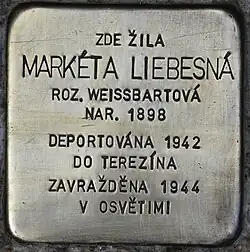 ZDE ŽILA
MARKÉTA LIEBESNÁ
ROZ. WEISSBARTOVÁ
NAR. 1898
DEPORTOVÁNA 1942
DO TEREZÍNA
ZAVRAŽDĚNA 1944
V OSVĚTIMI